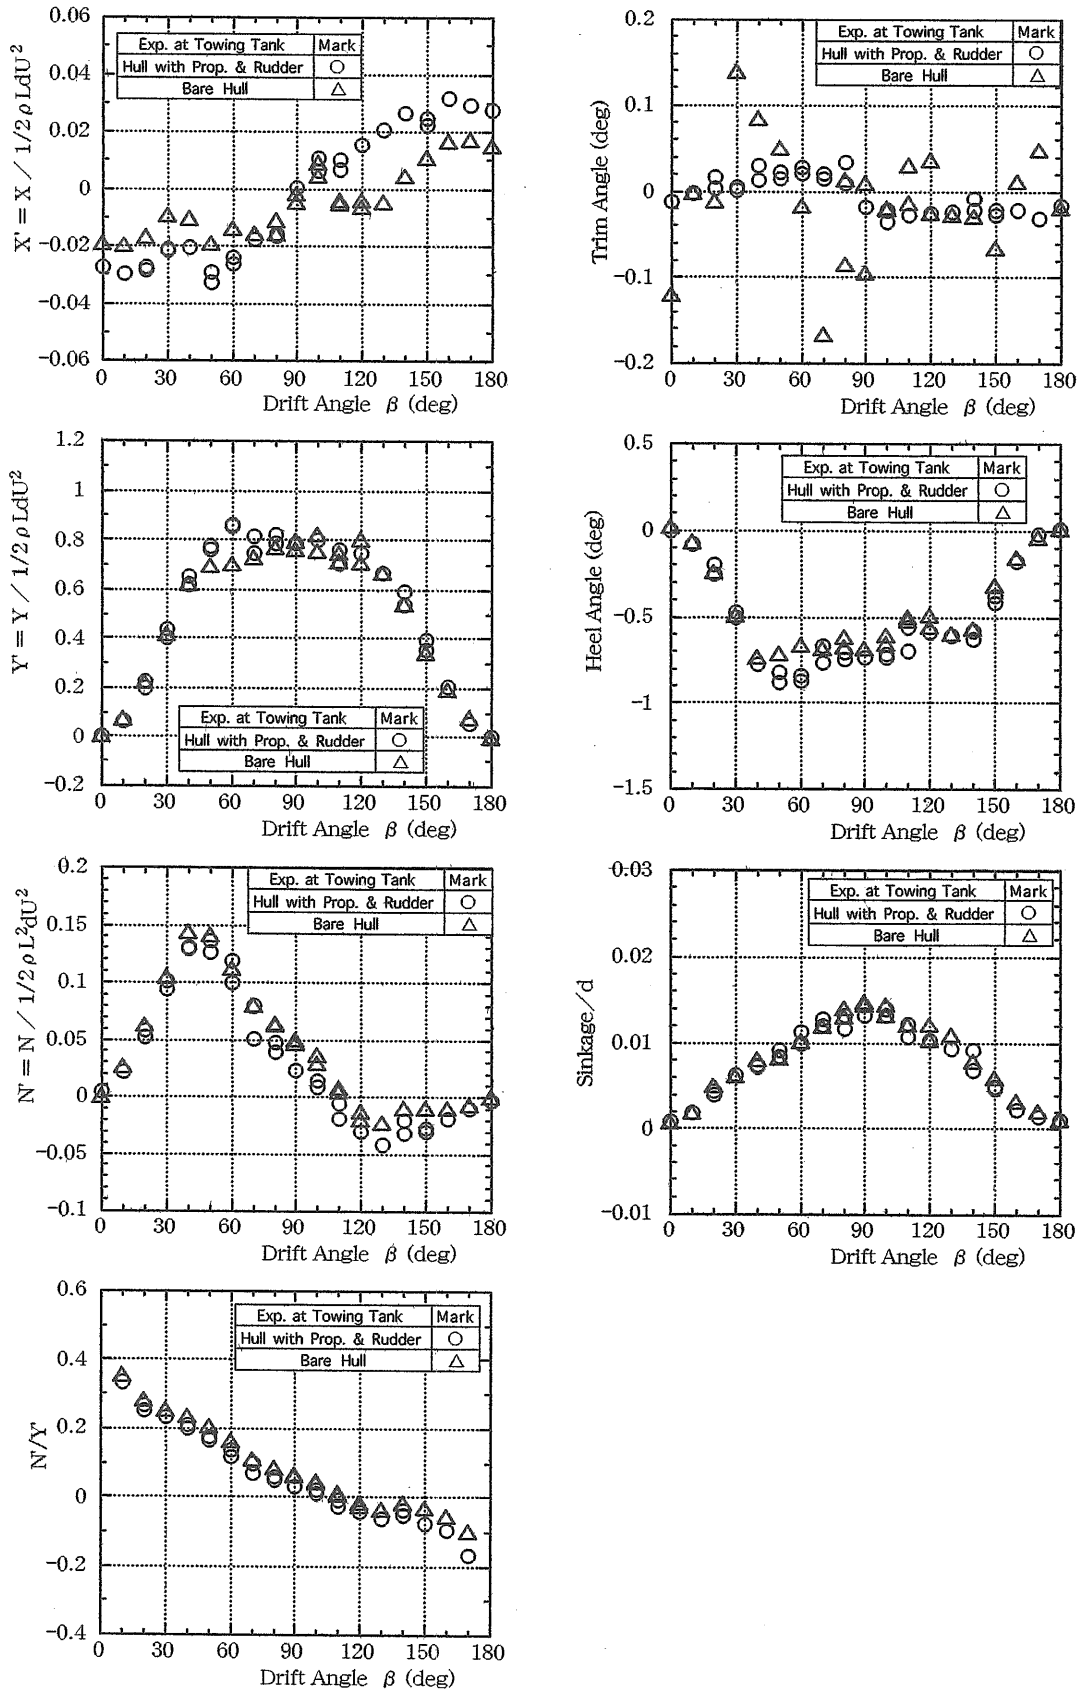 X' = X / 1/2 ρ LdU²
0.06
0.04
0.02
0
-0.02
-0.04
-0.06
Exp. at Towing Tank Mark
Hull with Prop. & Rudder ○
Bare Hull △
0 30 60 90 120 150 180
Drift Angle β (deg)
Trim Angle (deg)
0.2
0.1
0
-0.1
-0.2
Exp. at Towing Tank Mark
Hull with Prop. & Rudder ○
Bare Hull △
0 30 60 90 120 150 180
Drift Angle β (deg)
Y' = Y / 1/2 ρ LdU²
1.2
1
0.8
0.6
0.4
0.2
0
-0.2
Exp. at Towing Tank Mark
Hull with Prop. & Rudder ○
Bare Hull △
0 30 60 90 120 150 180
Drift Angle β (deg)
Heel Angle (deg)
0.5
0
-0.5
-1
-1.5
Exp. at Towing Tank Mark
Hull with Prop. & Rudder ○
Bare Hull △
0 30 60 90 120 150 180
Drift Angle β (deg)
N' = N / 1/2 ρ L²dU²
0.2
0.15
0.1
0.05
0
-0.05
-0.1
Exp. at Towing Tank Mark
Hull with Prop. & Rudder ○
Bare Hull △
0 30 60 90 120 150 180
Drift Angle β (deg)
Sinkage/d
0.03
0.02
0.01
0
-0.01
Exp. at Towing Tank Mark
Hull with Prop. & Rudder ○
Bare Hull △
0 30 60 90 120 150 180
Drift Angle β (deg)
N'/Y'
0.6
0.4
0.2
0
-0.2
-0.4
Exp. at Towing Tank Mark
Hull with Prop. & Rudder ○
Bare Hull △
0 30 60 90 120 150 180
Drift Angle β (deg)